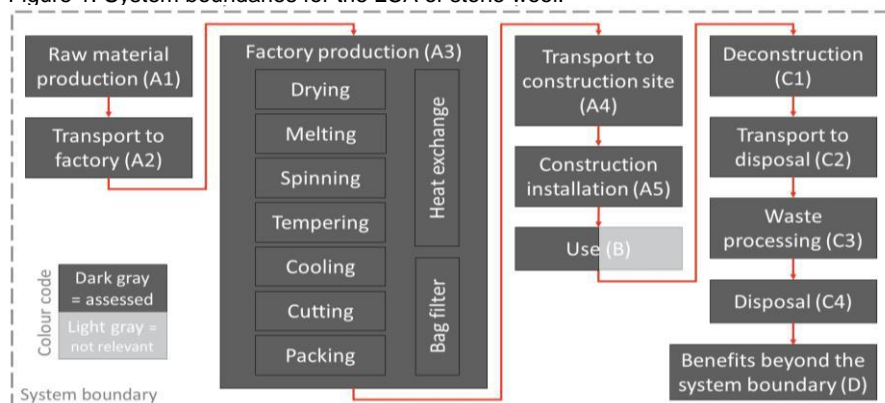 Figure 1. System boundaries for the LCA of stone wool.
Raw material
production (A1)
Transport to
factory (A2)
Colour code
Dark gray
= assessed
Light gray =
not relevant
System boundary
Factory production (A3)
Drying
Melting
Spinning
Tempering
Cooling
Cutting
Packing
Heat exchange
Bag filter
Transport to
construction site
(A4)
Construction
installation (A5)
Use (B)
Deconstruction
(C1)
Transport to
disposal (C2)
Waste
processing (C3)
Disposal (C4)
Benefits beyond the
system boundary (D)